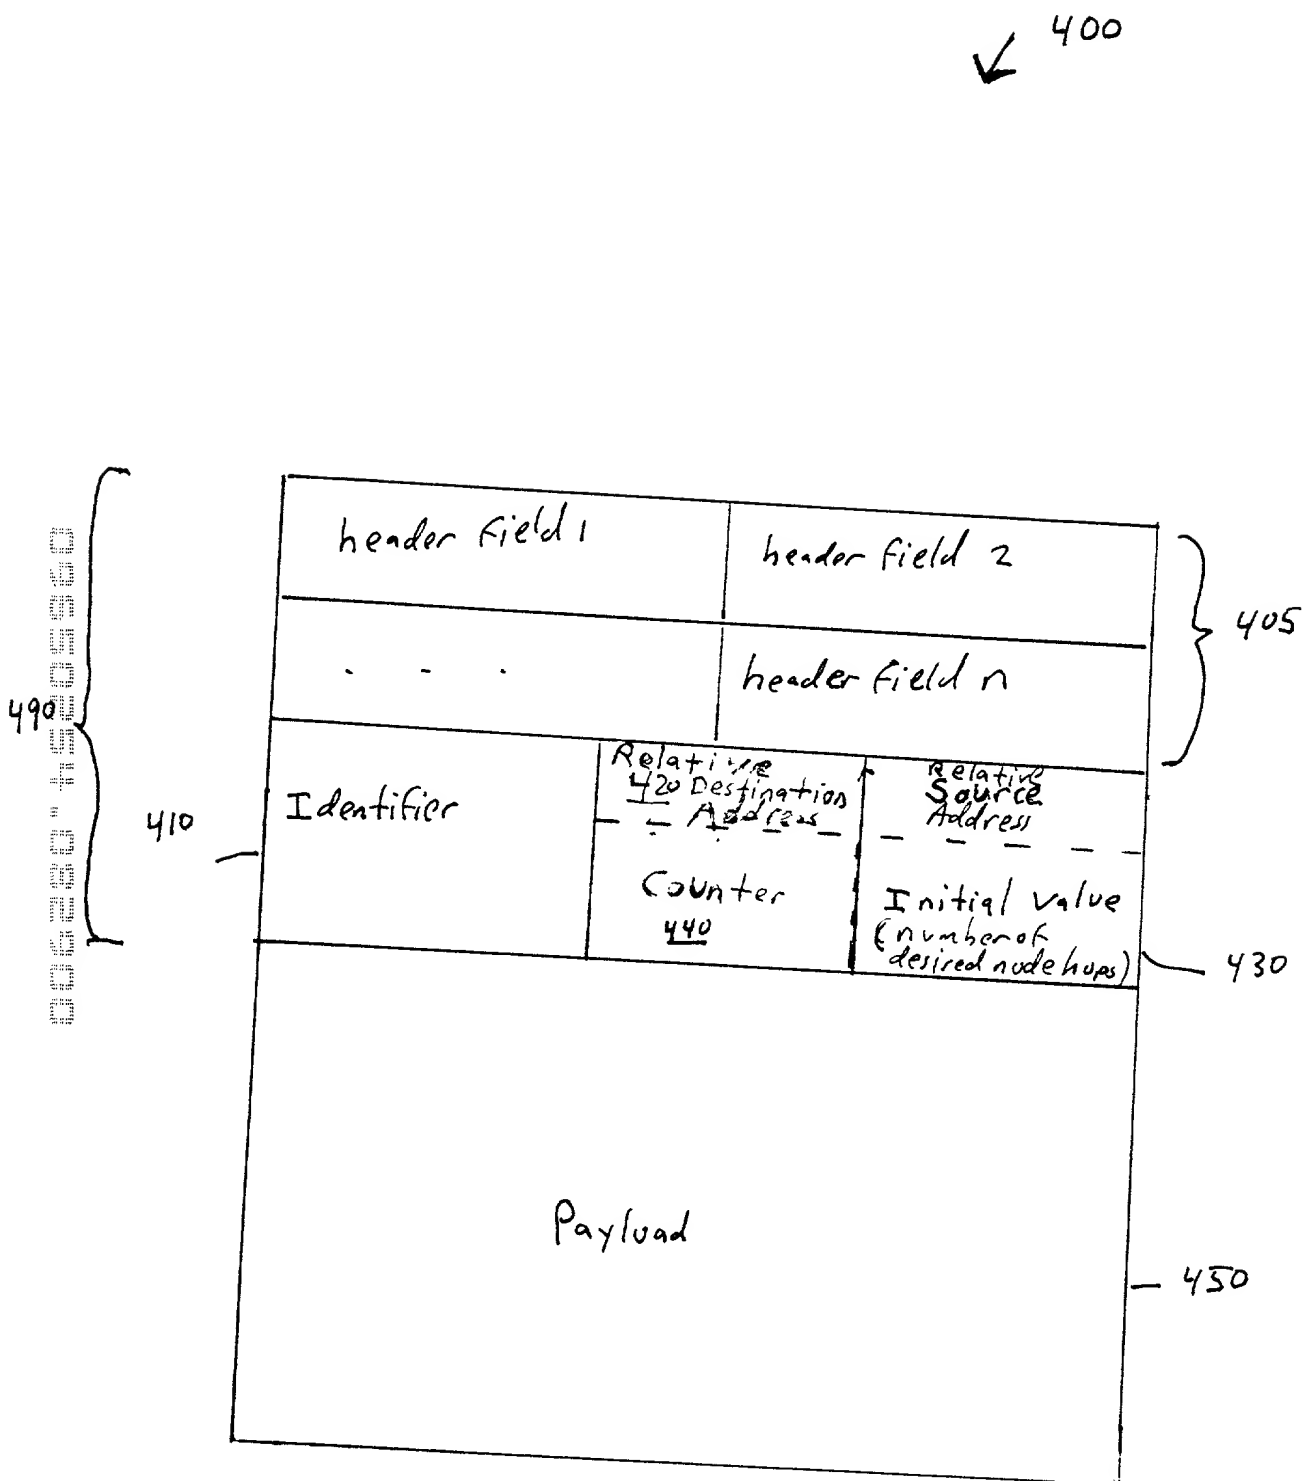 400
header field 1
header field 2
405
. . .
header field n
490
Identifier
410
Relative
420 Destination
Address
Counter
440
Relative
Source
Address
Initial value
(number of
desired node hops)
430
Payload
450